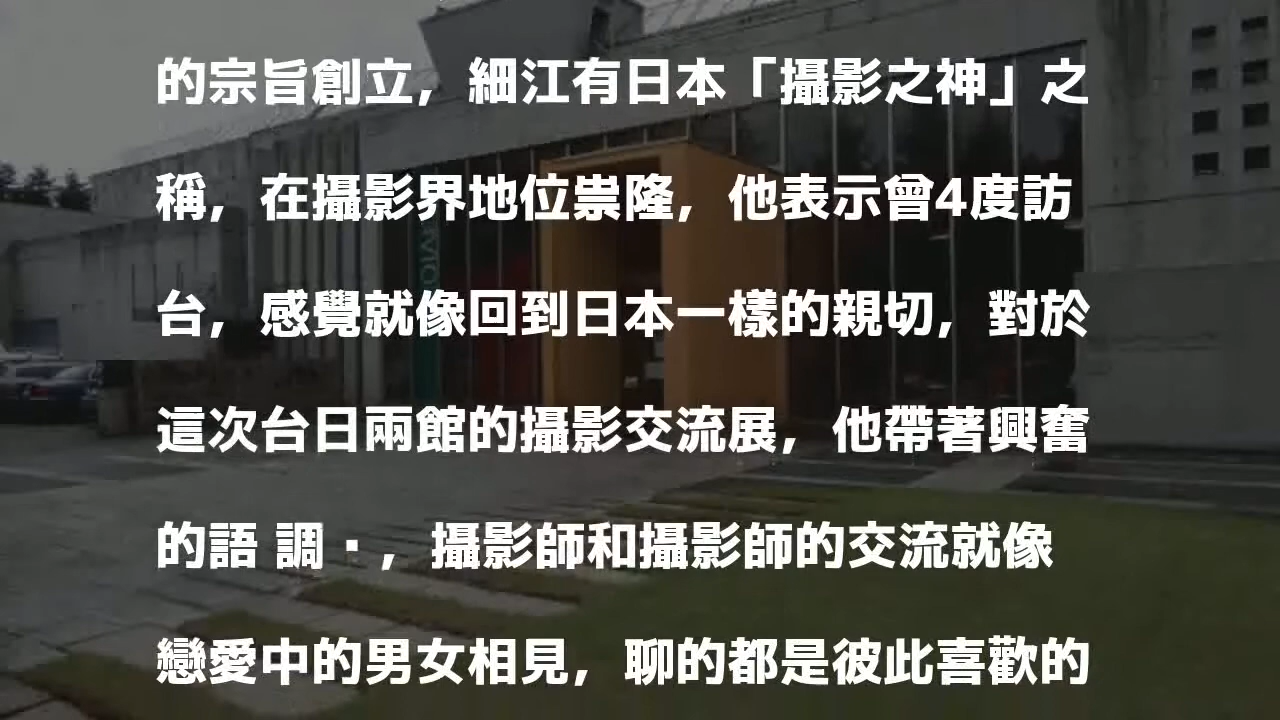 的宗旨創立，細江有日本「攝影之神」之
稱，在攝影界地位祟隆，他表示曾4度訪
台，感覺就像回到日本一樣的親切，對於
這次台日兩館的攝影交流展，他帶著興奮
的語 調．，攝影師和攝影師的交流就像
戀愛中的男女相見，聊的都是彼此喜歡的